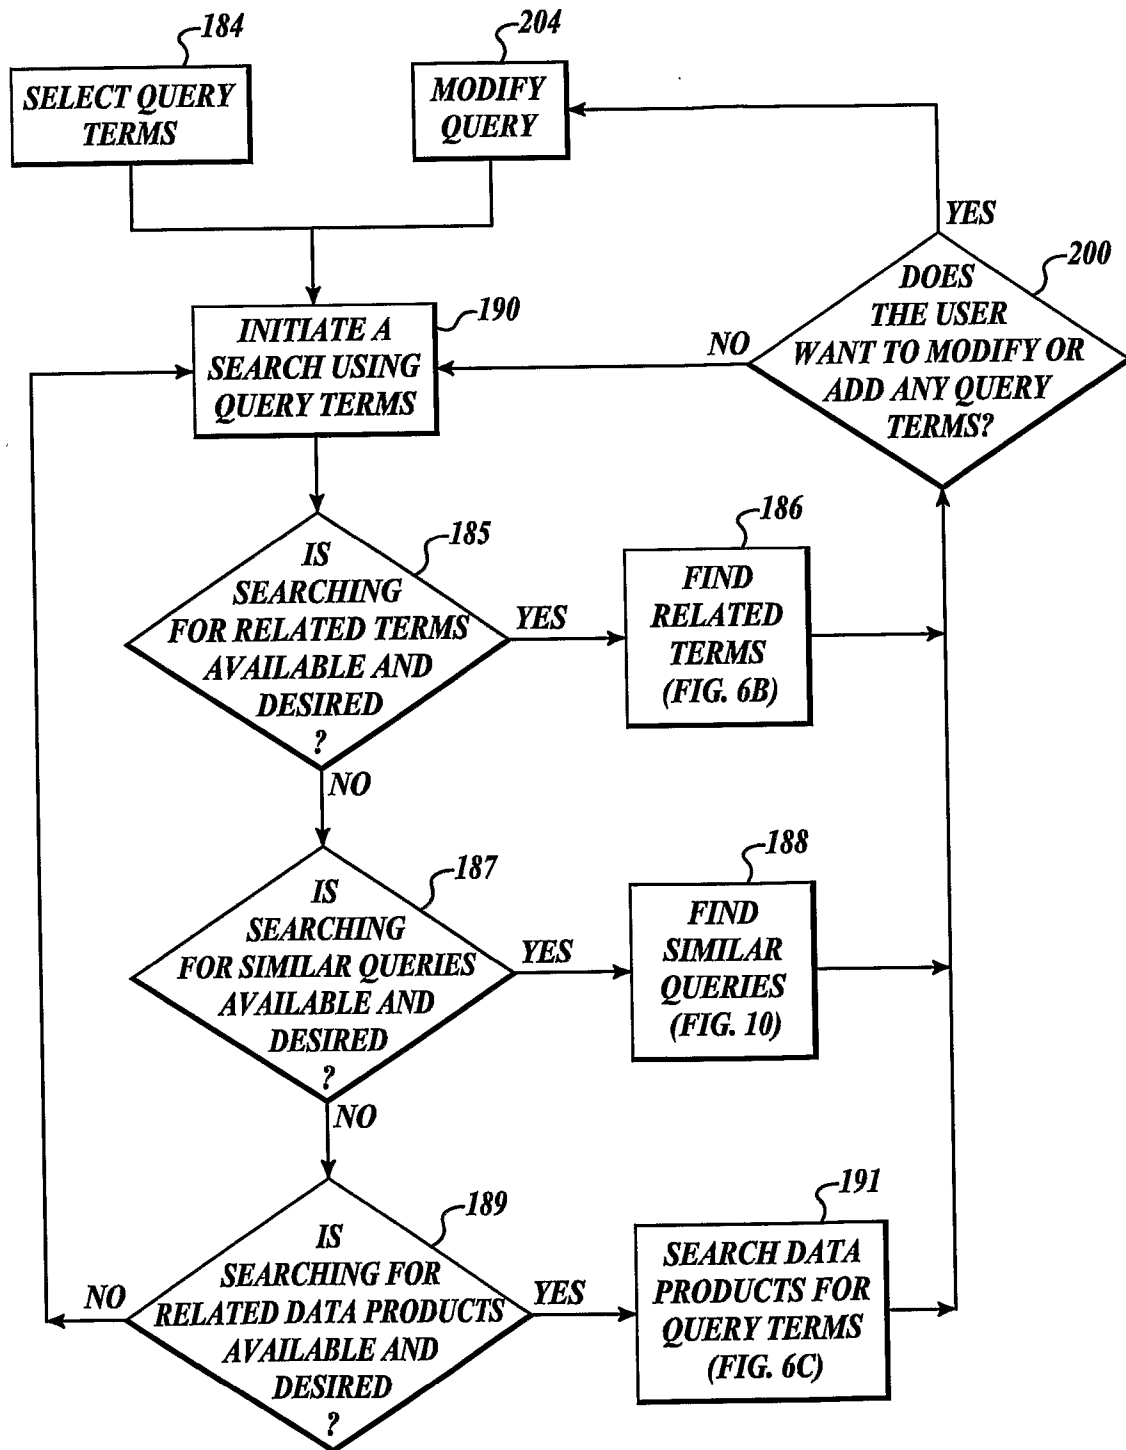 184
SELECT QUERY
TERMS
204
MODIFY
QUERY
YES
200
DOES
THE USER
WANT TO MODIFY OR
ADD ANY QUERY
TERMS?
NO
190
INITIATE A
SEARCH USING
QUERY TERMS
185
IS
SEARCHING
FOR RELATED TERMS
AVAILABLE AND
DESIRED
?
YES
NO
186
FIND
RELATED
TERMS
(FIG. 6B)
187
IS
SEARCHING
FOR SIMILAR QUERIES
AVAILABLE AND
DESIRED
?
YES
NO
188
FIND
SIMILAR
QUERIES
(FIG. 10)
189
IS
SEARCHING FOR
RELATED DATA PRODUCTS
AVAILABLE AND
DESIRED
?
NO
YES
191
SEARCH DATA
PRODUCTS FOR
QUERY TERMS
(FIG. 6C)